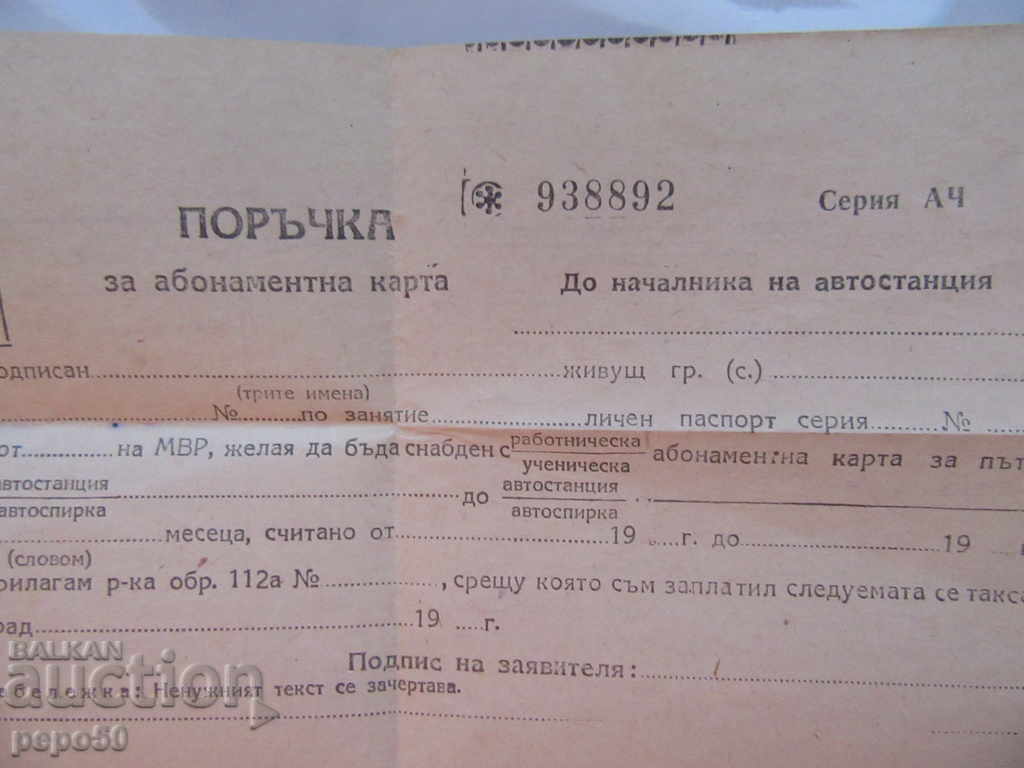 938892 Серия АЧ
ПОРЪЧКА
за абонаментна карта До началника на автостанция
одписан живущ гр. (с.)
(трите имена)
№ по занятие личен паспорт серия №
от на МВР, желая да бъда снабден с работническа абонаментна карта за път
ученическа
автостанция до автостанция
автоспирка автоспирка
месеца, считано от 19 г. до 19
(словом)
рилагам р-ка обр. 112а № , срещу която съм заплатил следуемата се такса
рад 19 г.
Подпис на заявителя:
абележка: Ненужният текст се зачертава.
BALKAN
auction
pepo50